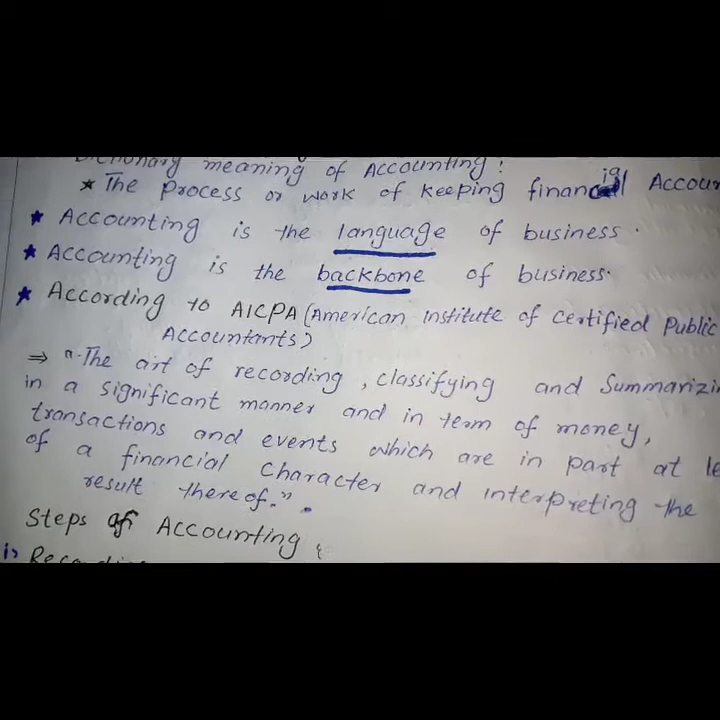 Dictionary meaning of Accounting :
* The process or work of keeping financial Accoun
* Accounting is the language of business.
* Accounting is the backbone of business.
* According to AICPA (American Institute of Certified Public
Accountants)
⇒ "The art of recording, classifying and Summarizin
in a significant manner and in term of money,
transactions and events which are in part at le
of a financial character and interpreting the
result thereof.".
Steps of Accounting :
i) Recording